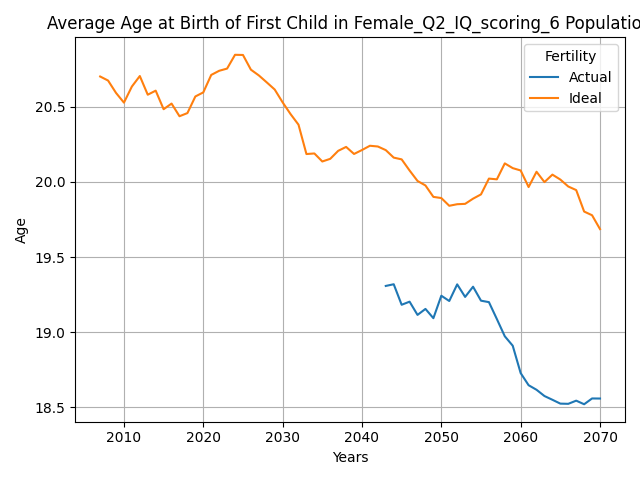 Average Age at Birth of First Child in Female_Q2_IQ_scoring_6 Populatio
Fertility
Actual
Ideal
Age
20.5
20.0
19.5
19.0
18.5
2010 2020 2030 2040 2050 2060 2070
Years